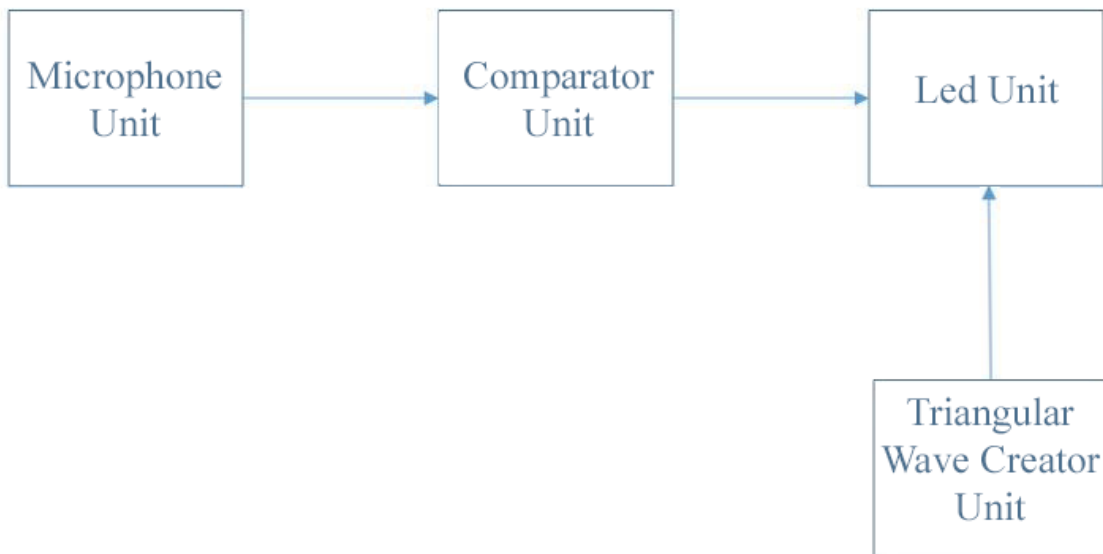 Microphone
Unit
Comparator
Unit
Led Unit
Triangular
Wave Creator
Unit